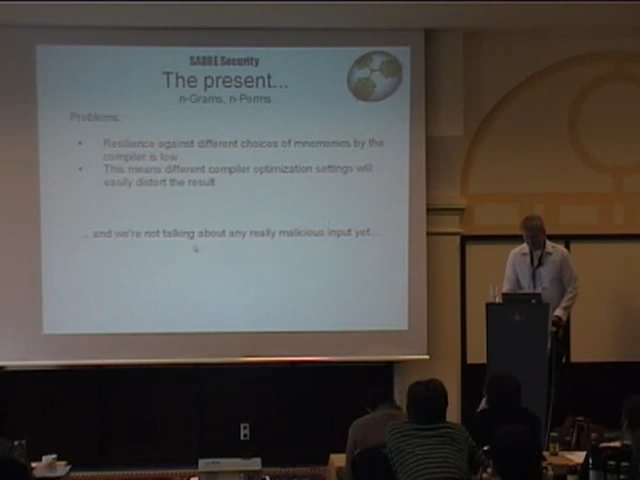 SABRE Security
The present...
n-Grams, n-Perms
Problems:
• Resilience against different choices of mnemonics by the
compiler is low
• This means different compiler optimization settings will
easily distort the result
... and we're not talking about any really malicious input yet...